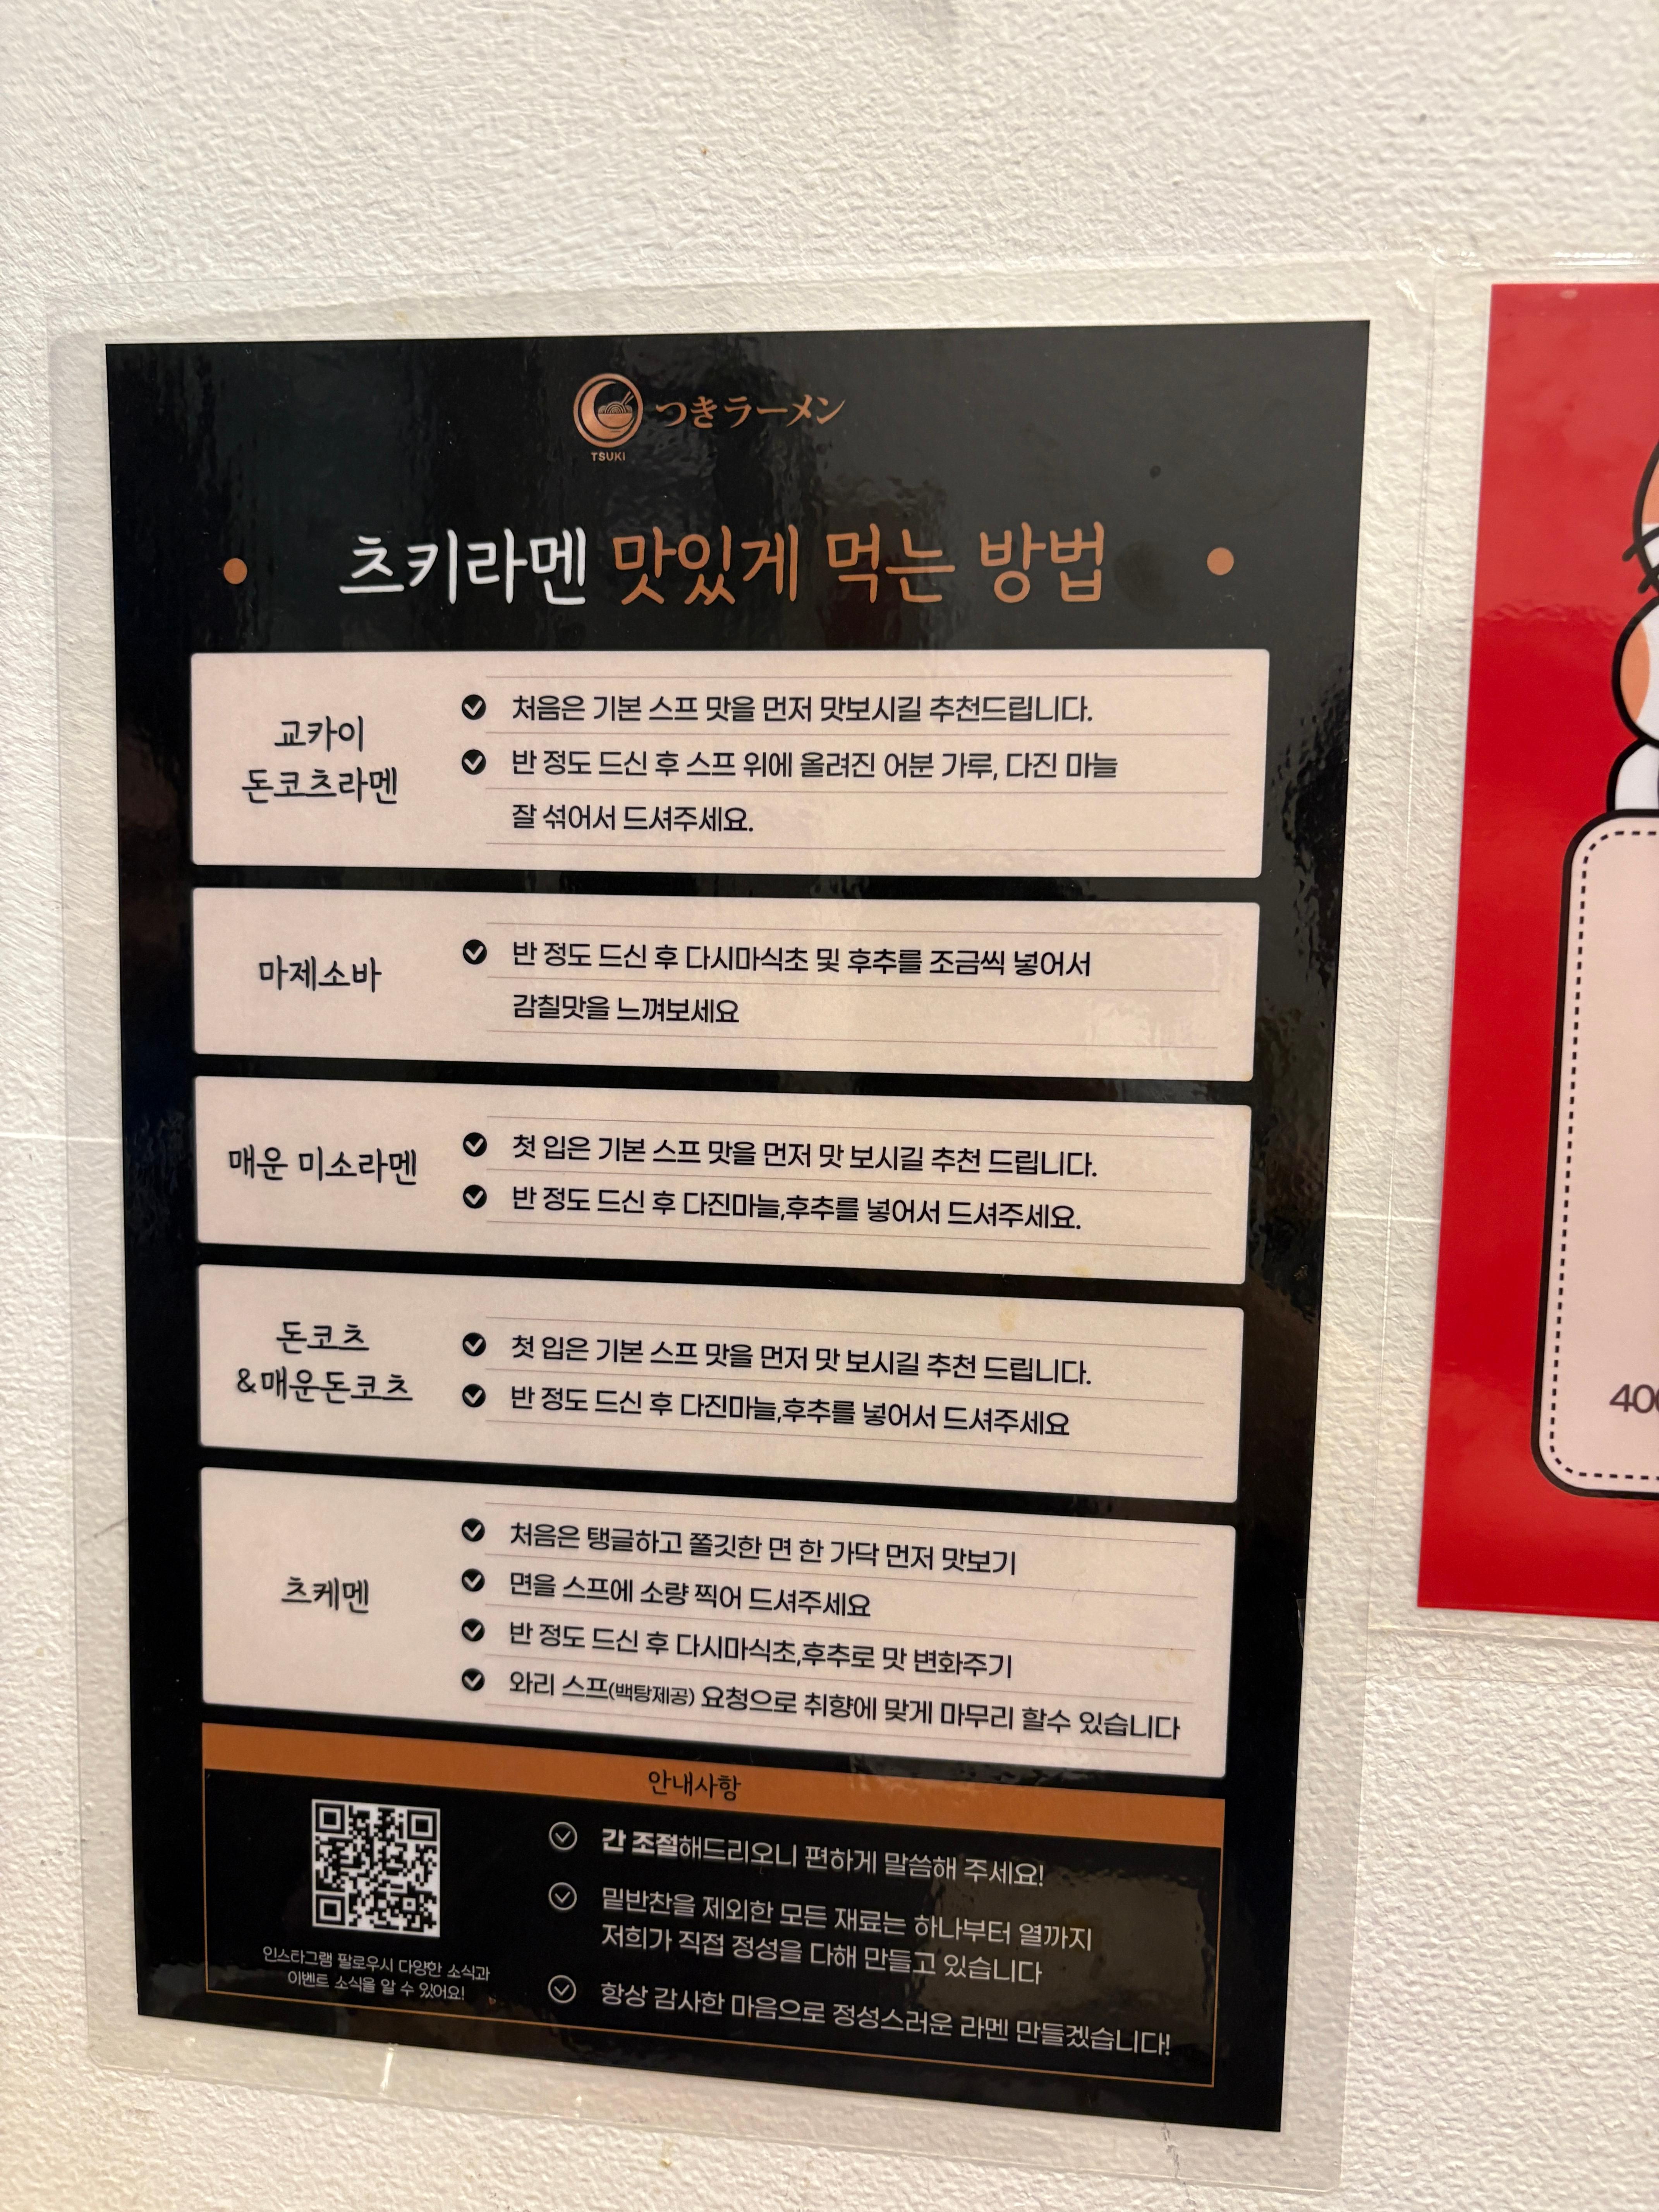 つきラーメン
TSUKI
츠키라멘 맛있게 먹는 방법
교카이
돈코츠라멘
처음은 기본 스프 맛을 먼저 맛보시길 추천드립니다.
반 정도 드신 후 스프 위에 올려진 어분 가루, 다진 마늘
잘 섞어서 드셔주세요.
마제소바
반 정도 드신 후 다시마식초 및 후추를 조금씩 넣어서
감칠맛을 느껴보세요
매운 미소라멘
첫 입은 기본 스프 맛을 먼저 맛 보시길 추천 드립니다.
반 정도 드신 후 다진마늘,후추를 넣어서 드셔주세요.
돈코츠
&매운돈코츠
첫 입은 기본 스프 맛을 먼저 맛 보시길 추천 드립니다.
반 정도 드신 후 다진마늘,후추를 넣어서 드셔주세요
츠케멘
처음은 탱글하고 쫄깃한 면 한 가닥 먼저 맛보기
면을 스프에 소량 찍어 드셔주세요
반 정도 드신 후 다시마식초,후추로 맛 변화주기
와리 스프(백탕제공) 요청으로 취향에 맞게 마무리 할수 있습니다
안내사항
인스타그램 팔로우시 다양한 소식과
이벤트 소식을 알 수 있어요!
간 조절해드리오니 편하게 말씀해 주세요!
밑반찬을 제외한 모든 재료는 하나부터 열까지
저희가 직접 정성을 다해 만들고 있습니다
항상 감사한 마음으로 정성스러운 라멘 만들겠습니다!